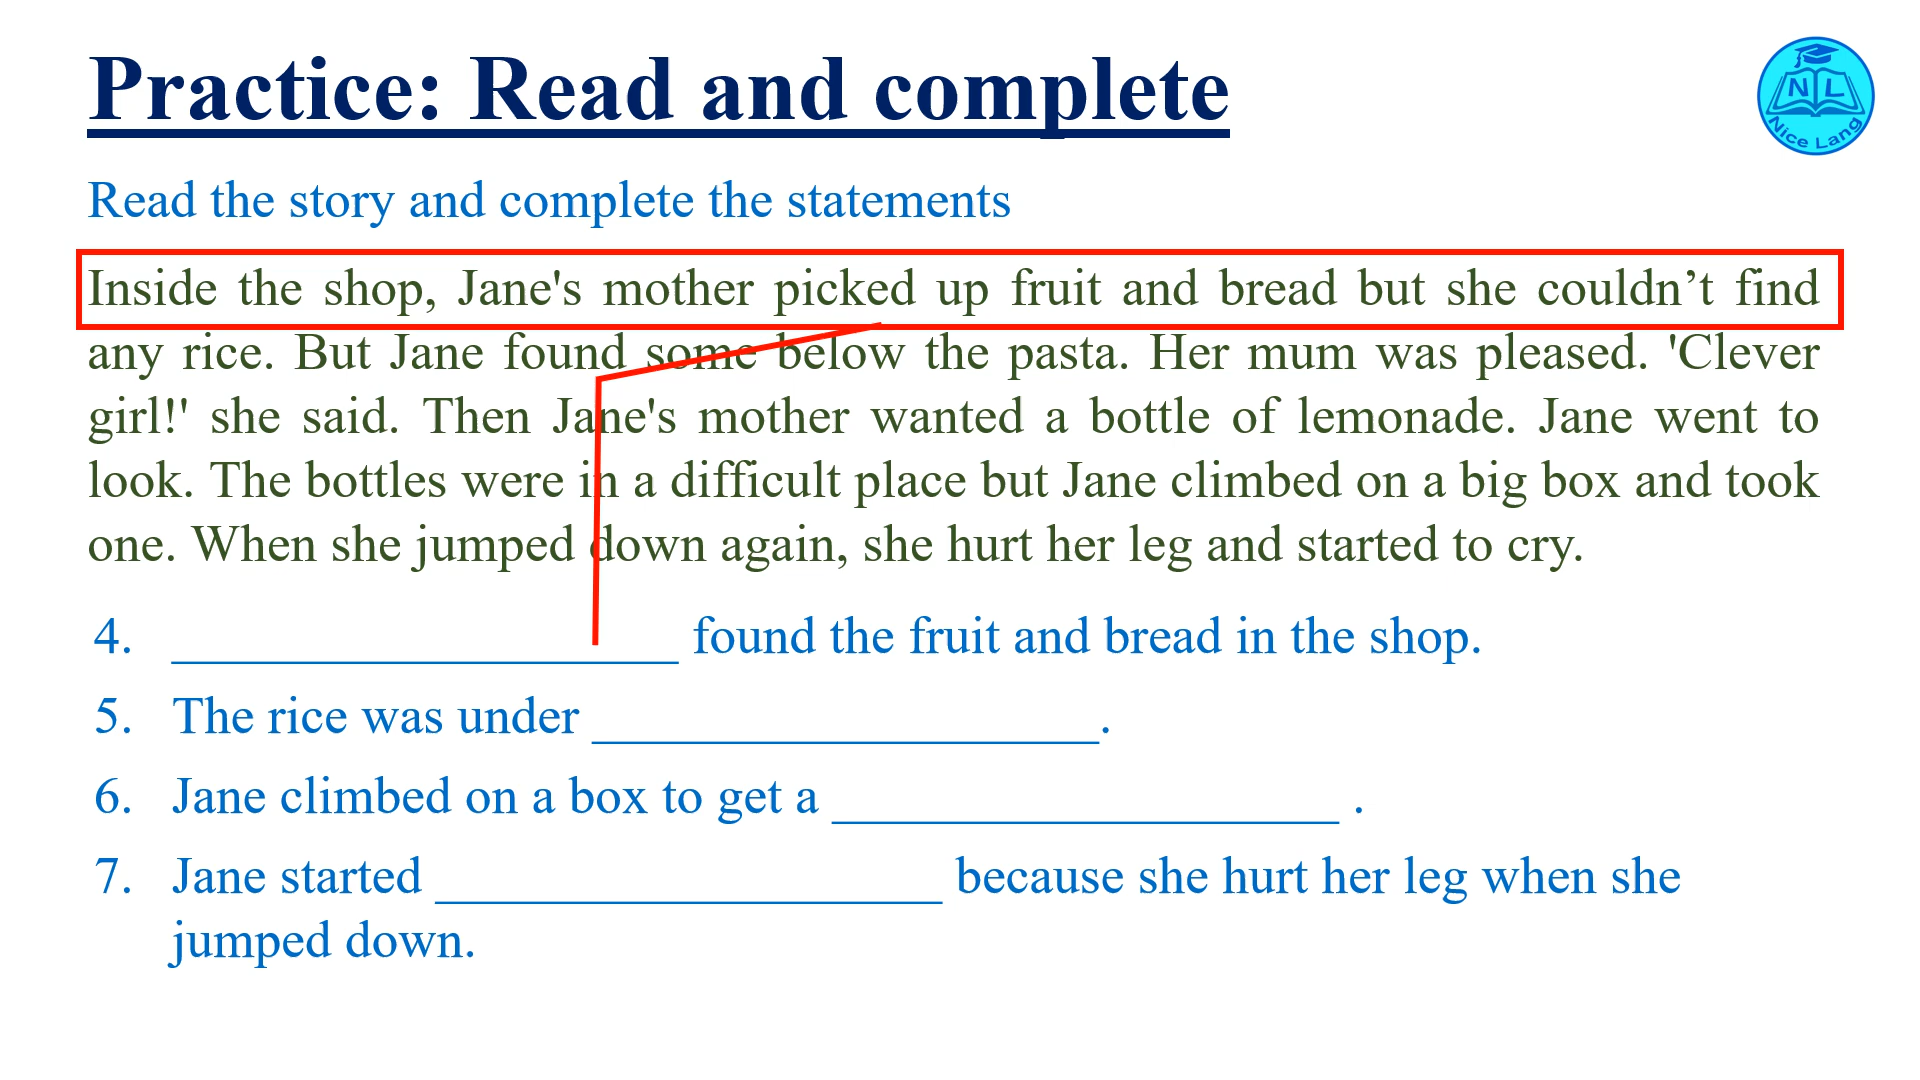 Practice: Read and complete
N L
Nice Lang
Read the story and complete the statements
Inside the shop, Jane's mother picked up fruit and bread but she couldn’t find
any rice. But Jane found some below the pasta. Her mum was pleased. 'Clever
girl!' she said. Then Jane's mother wanted a bottle of lemonade. Jane went to
look. The bottles were in a difficult place but Jane climbed on a big box and took
one. When she jumped down again, she hurt her leg and started to cry.
4. ___________________ found the fruit and bread in the shop.
5. The rice was under ___________________.
6. Jane climbed on a box to get a ___________________ .
7. Jane started ___________________ because she hurt her leg when she
jumped down.